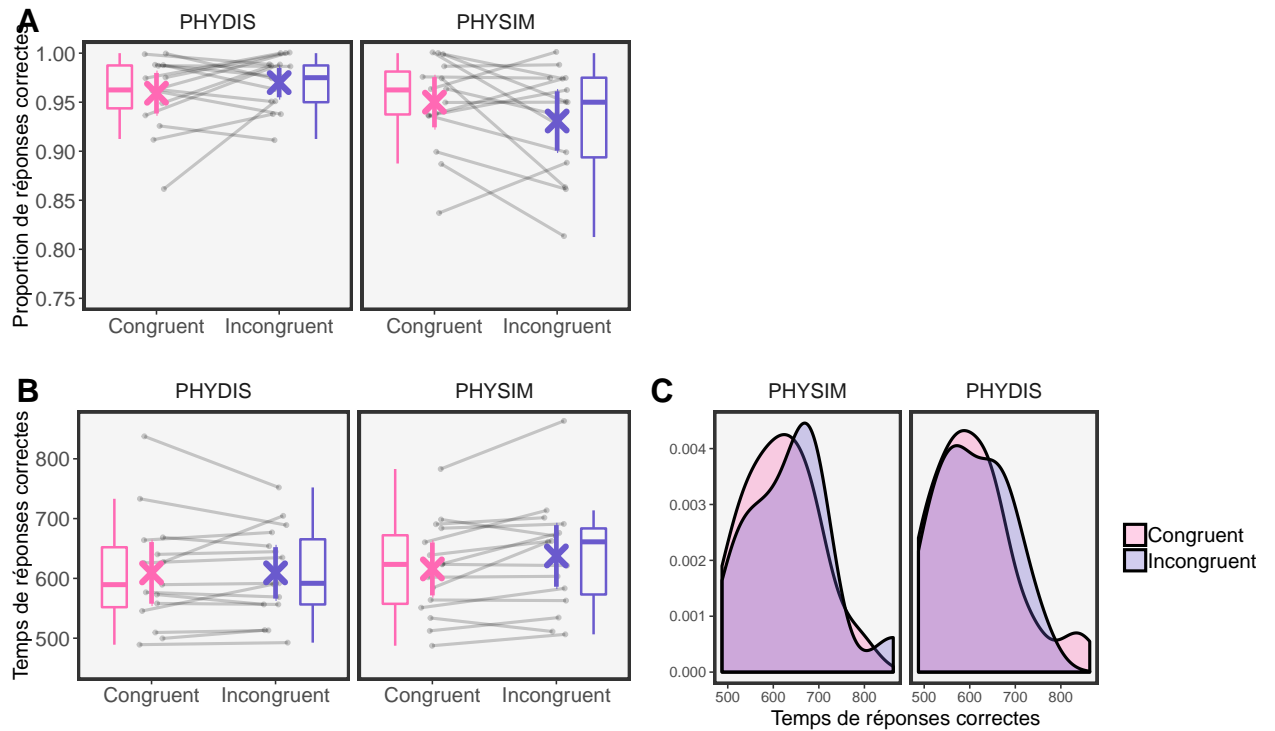 A
PHYDIS
PHYSIM
Proportion de réponses correctes
1.00
0.95
0.90
0.85
0.80
0.75
Congruent
Incongruent
Congruent
Incongruent
B
PHYDIS
PHYSIM
Temps de réponses correctes
800
700
600
500
Congruent
Incongruent
Congruent
Incongruent
C
PHYSIM
PHYDIS
0.004
0.003
0.002
0.001
0.000
500 600 700 800
500 600 700 800
Temps de réponses correctes
Congruent
Incongruent